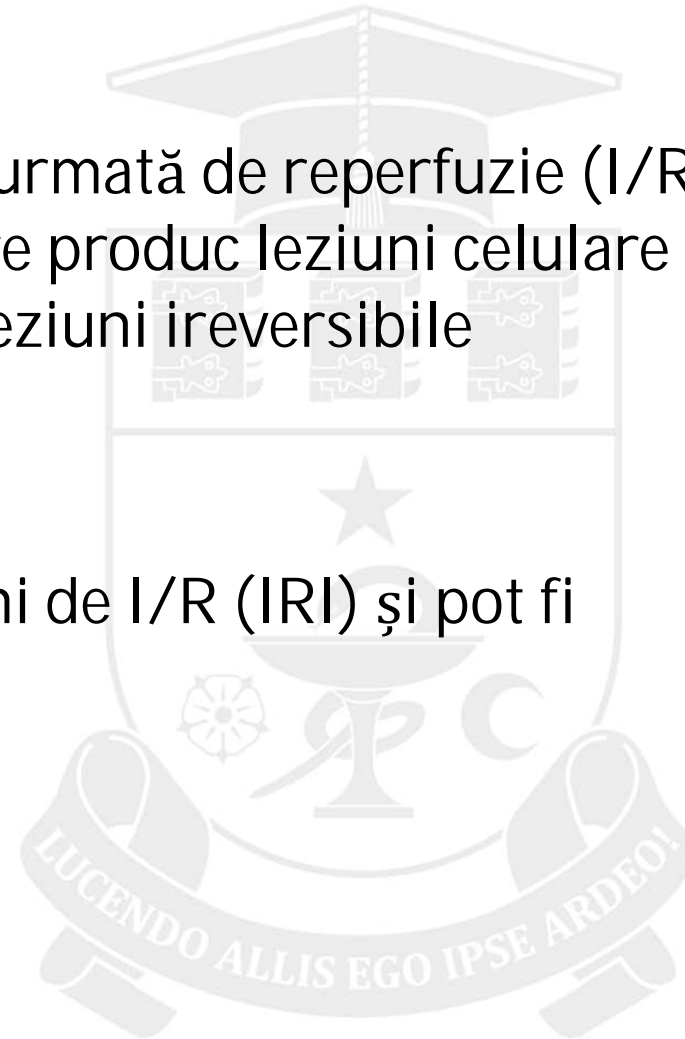 urmată de reperfuzie (I/R
e produc leziuni celulare
eziuni ireversibile
ni de I/R (IRI) și pot fi
LUCENDO ALLIS EGO IPSE ARDEO!